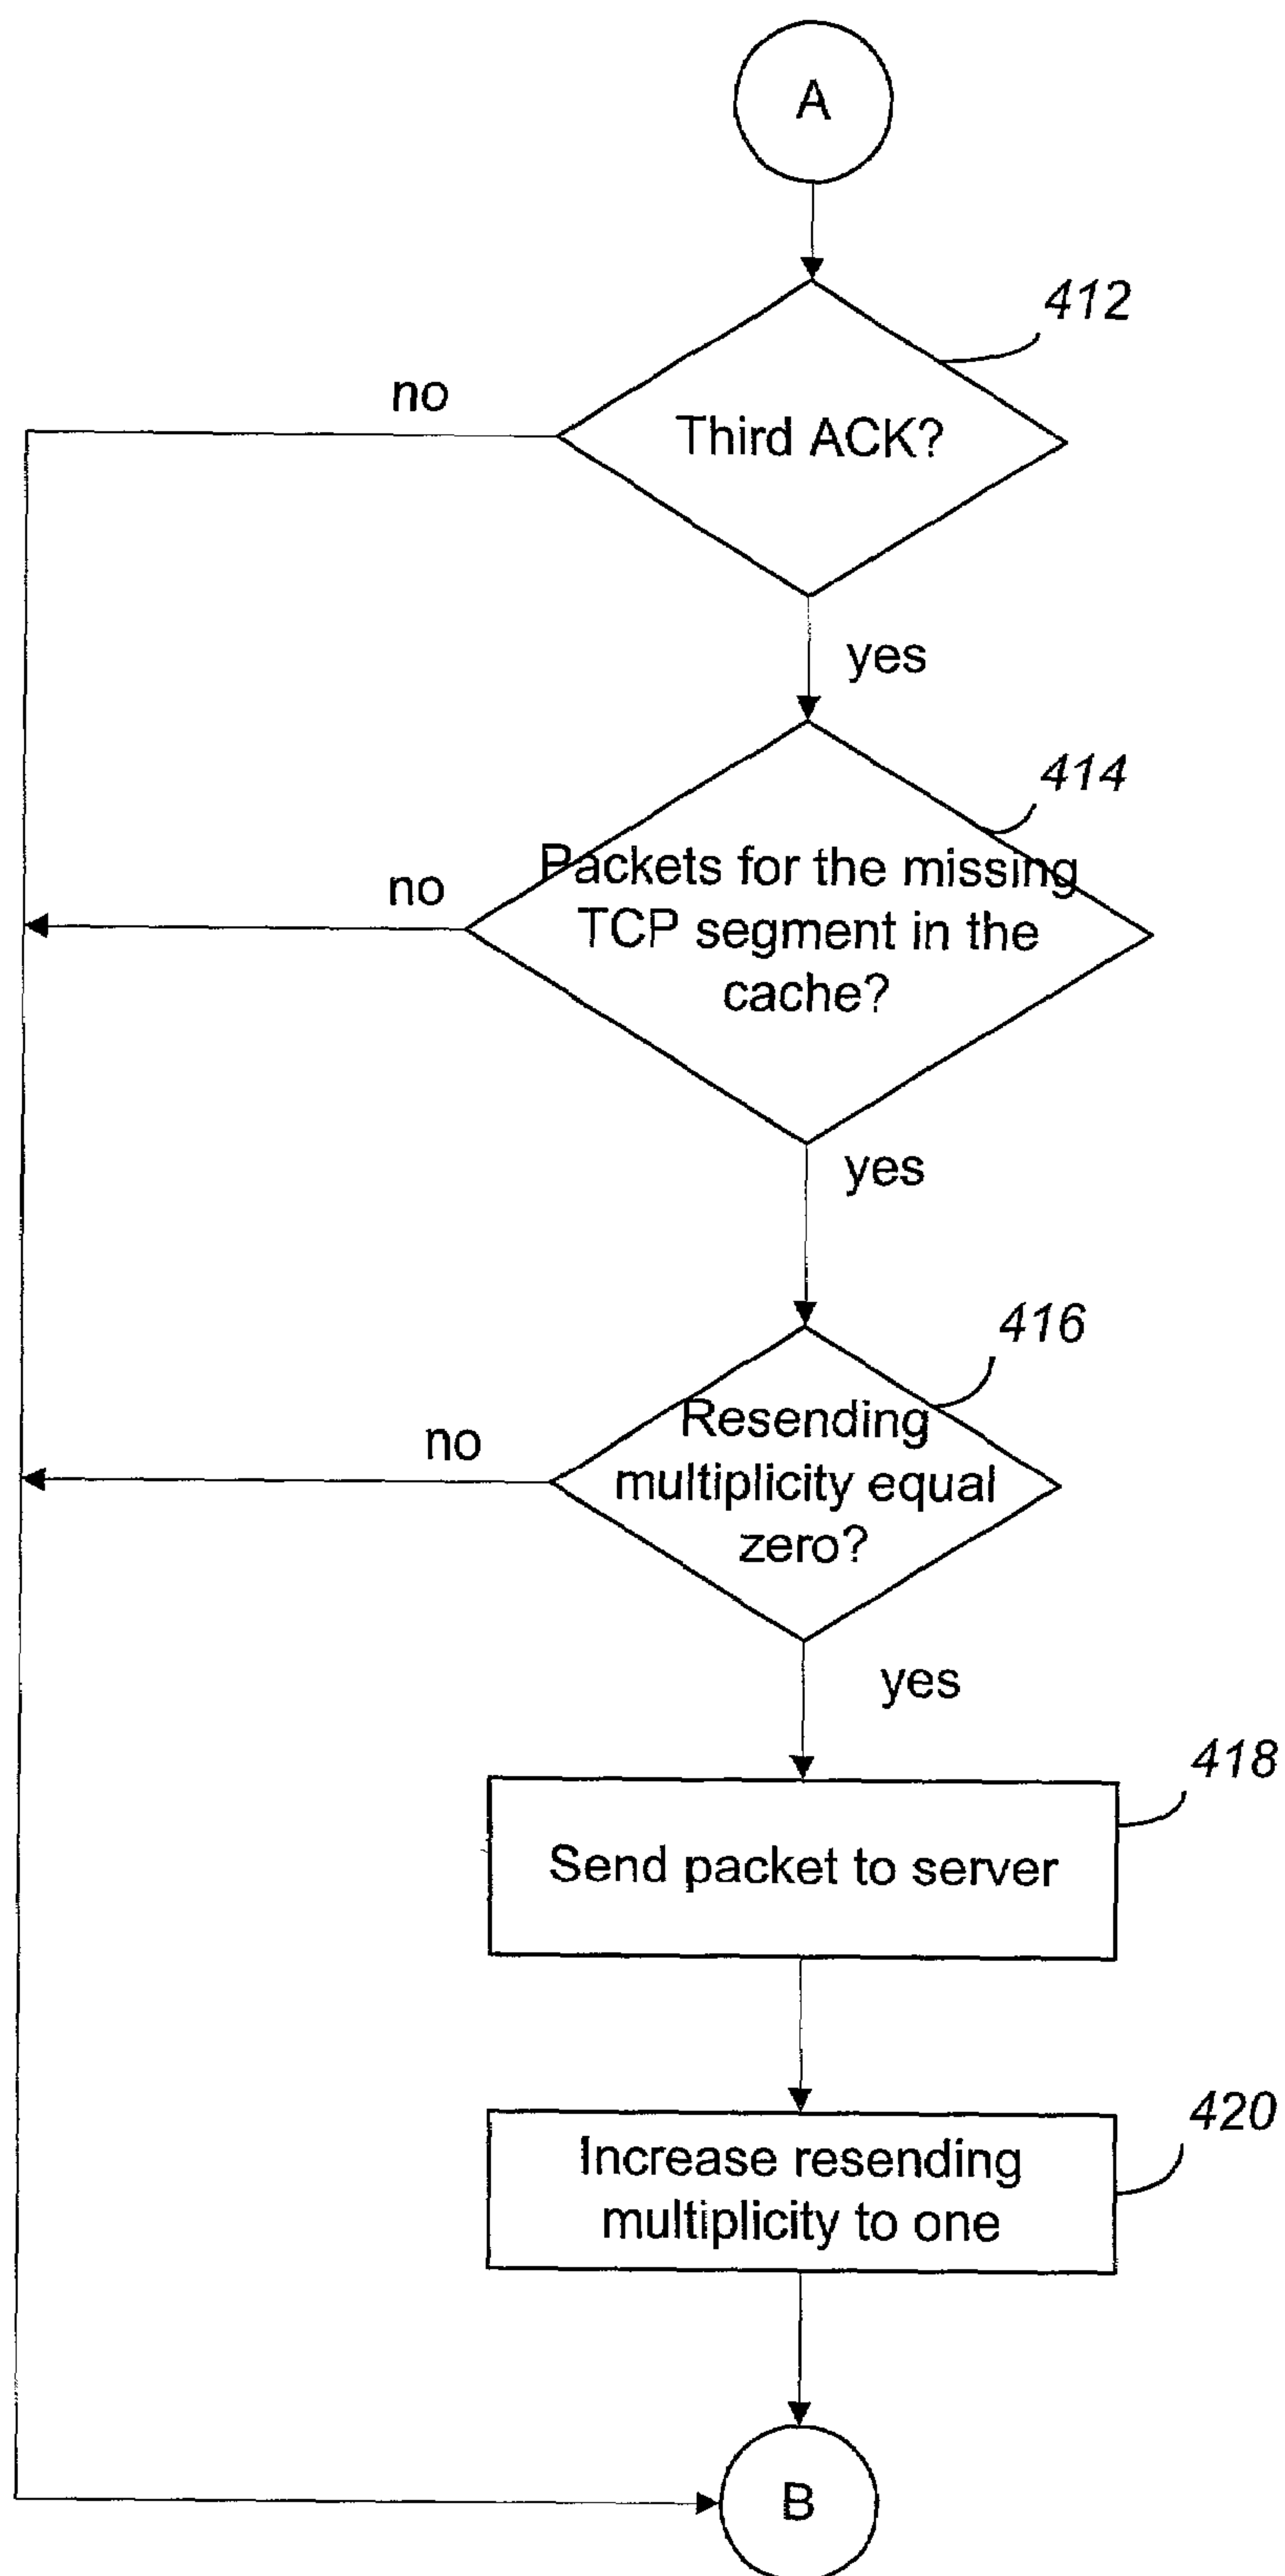 A
412
no
Third ACK?
yes
414
Packets for the missing
no
TCP segment in the
cache?
yes
416
Resending
no
multiplicity equal
zero?
yes
418
Send packet to server
420
Increase resending
multiplicity to one
B